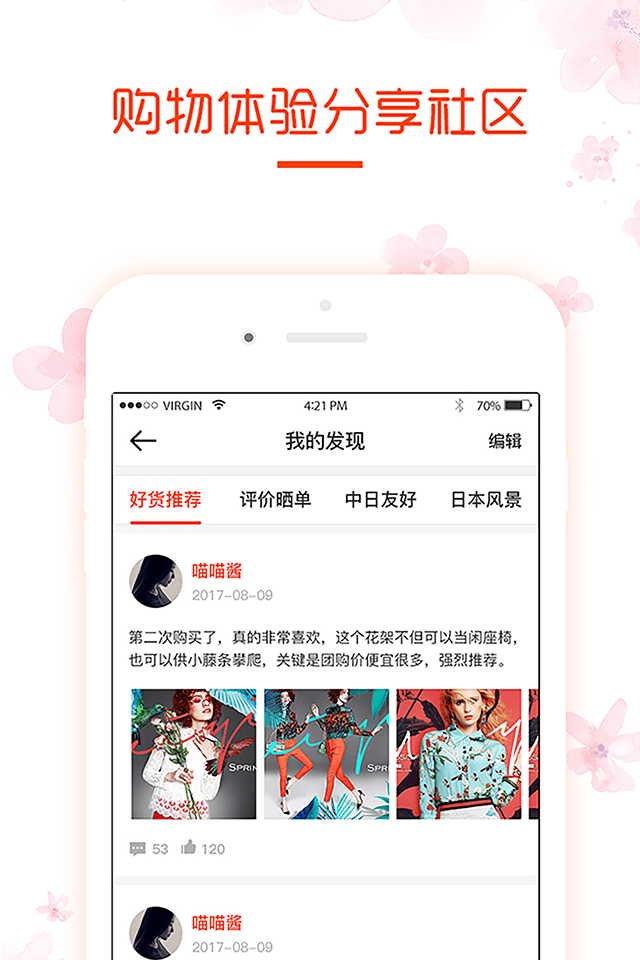 购物体验分享社区
VIRGIN 4:21 PM 70%
我的发现 编辑
好货推荐 评价晒单 中日友好 日本风景
喵喵酱
2017-08-09
第二次购买了，真的非常喜欢，这个花架不但可以当闲座椅，
也可以供小藤条攀爬，关键是团购价便宜很多，强烈推荐。
SPRIN
SPRI
53 120
喵喵酱
2017-08-09